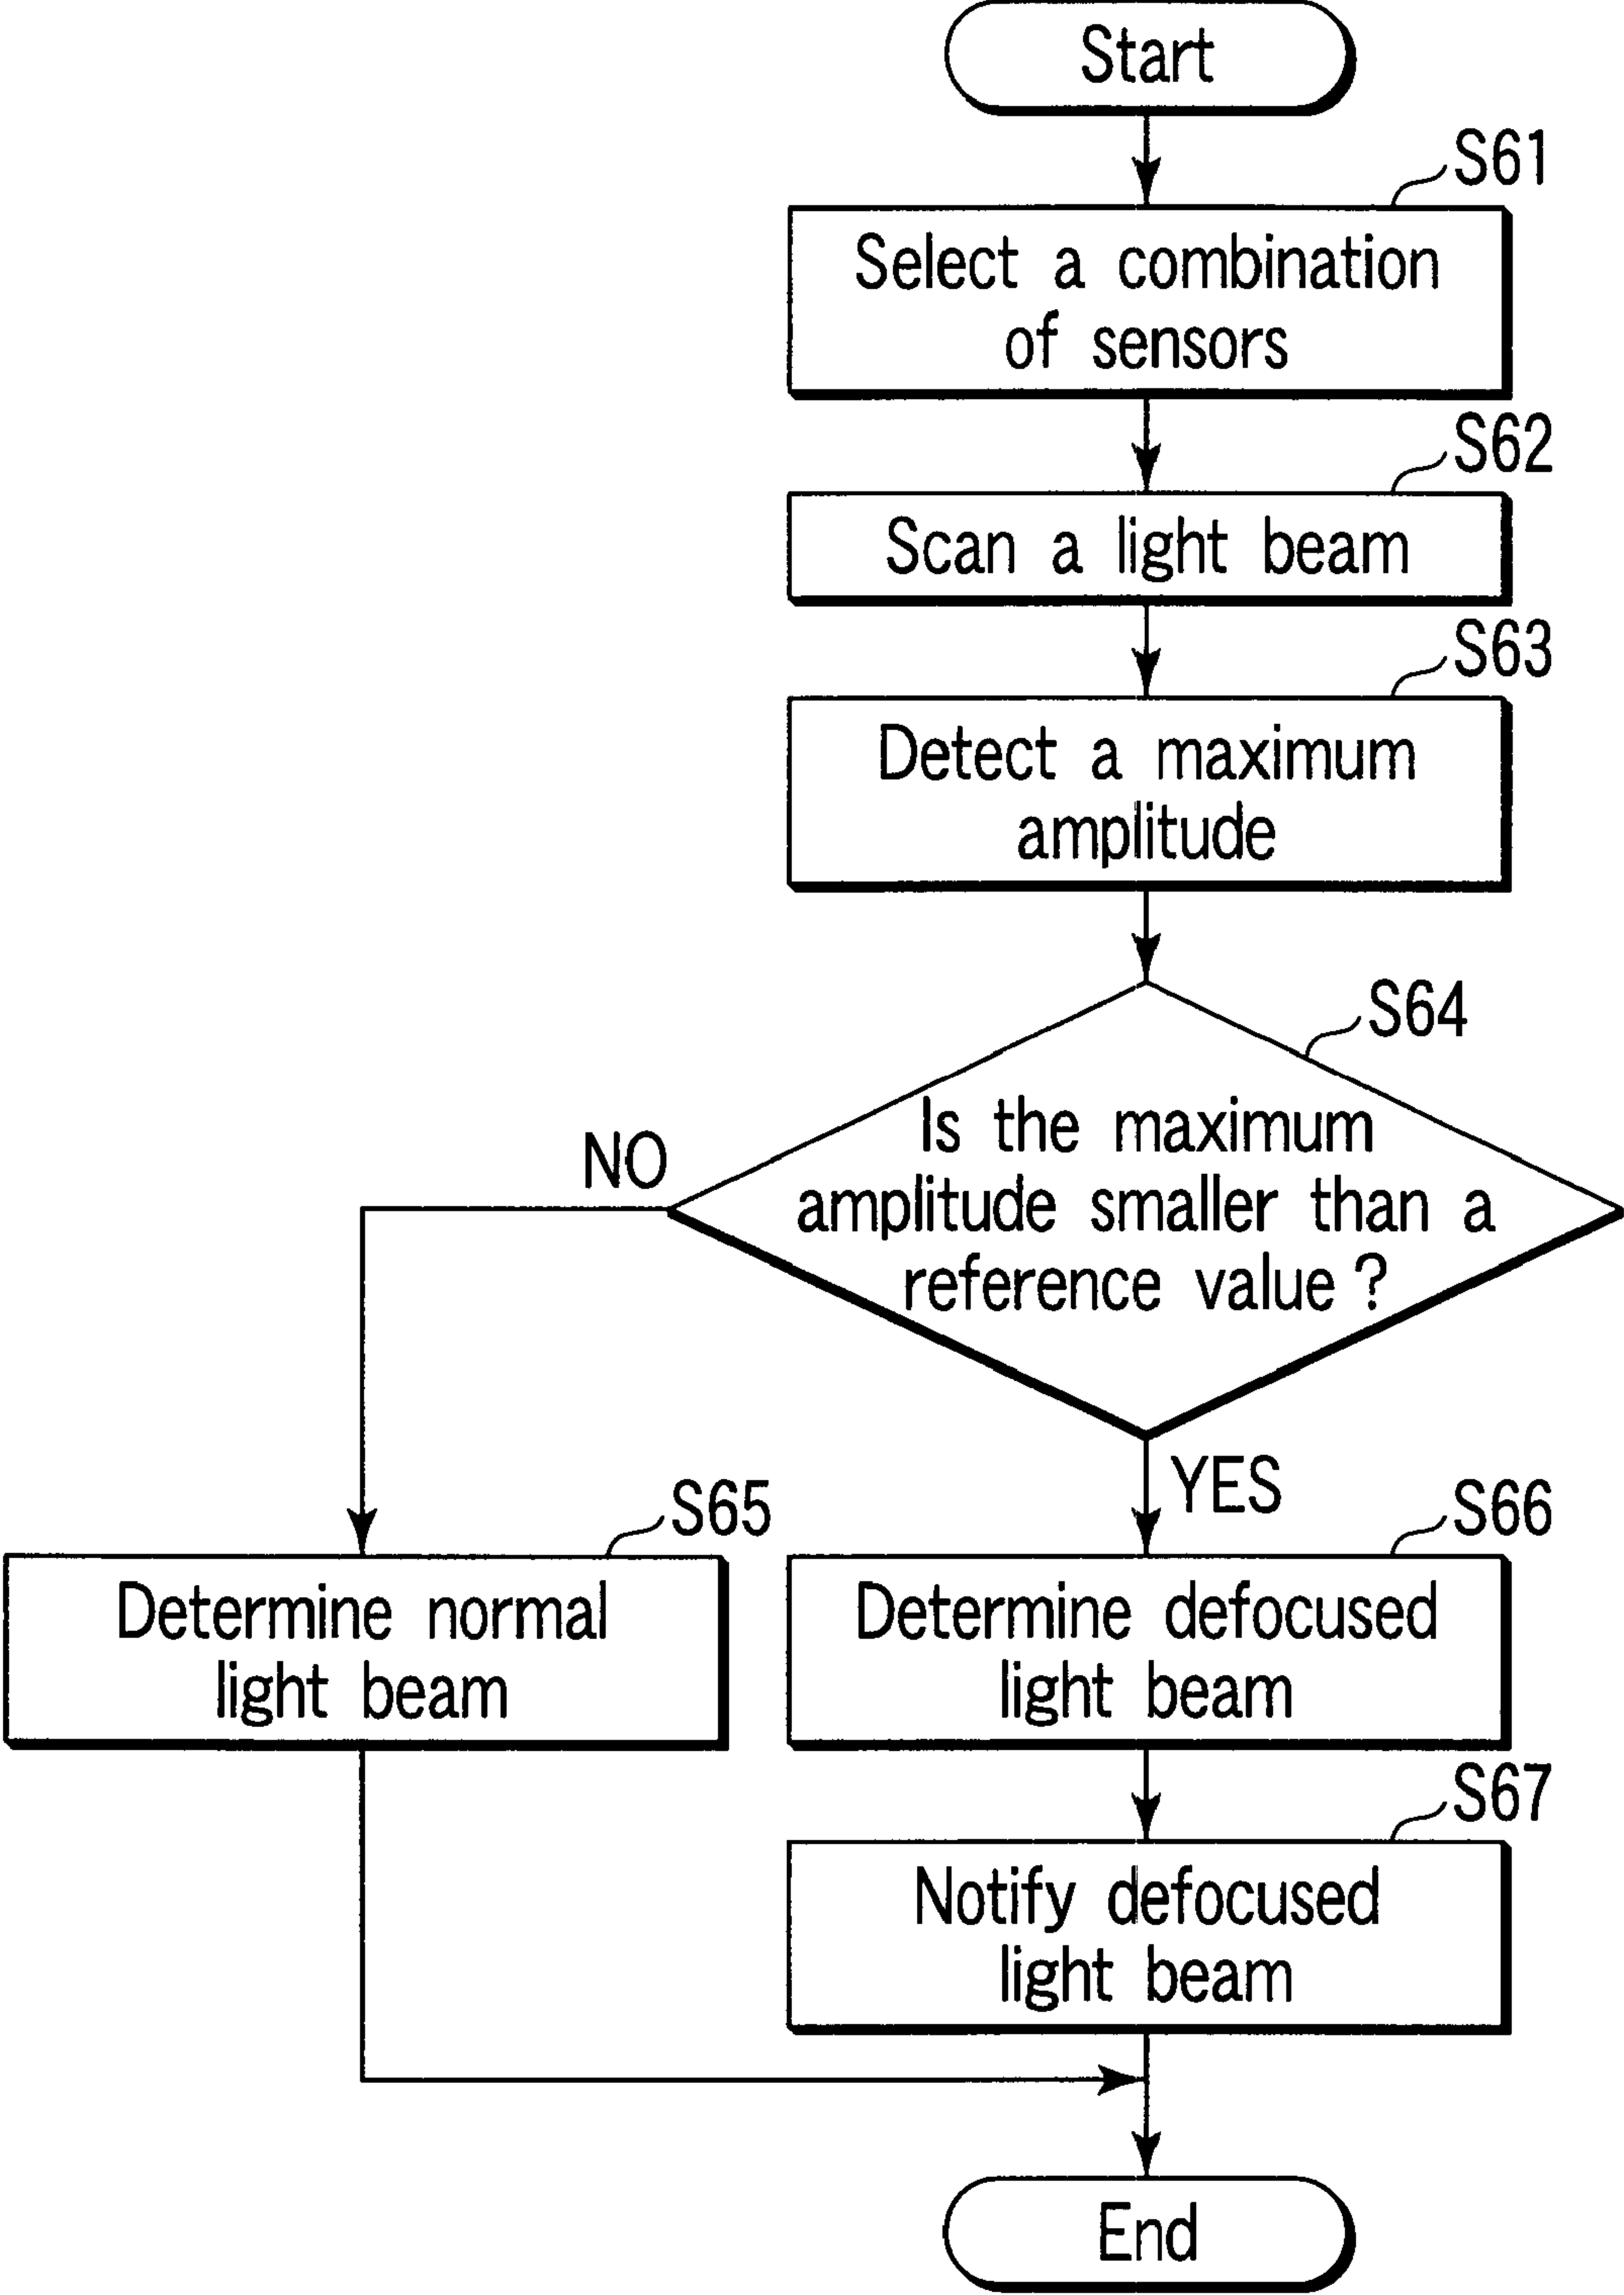 Start
S61
Select a combination
of sensors
S62
Scan a light beam
S63
Detect a maximum
amplitude
S64
Is the maximum
amplitude smaller than a
reference value ?
NO
YES
S65
Determine normal
light beam
S66
Determine defocused
light beam
S67
Notify defocused
light beam
End